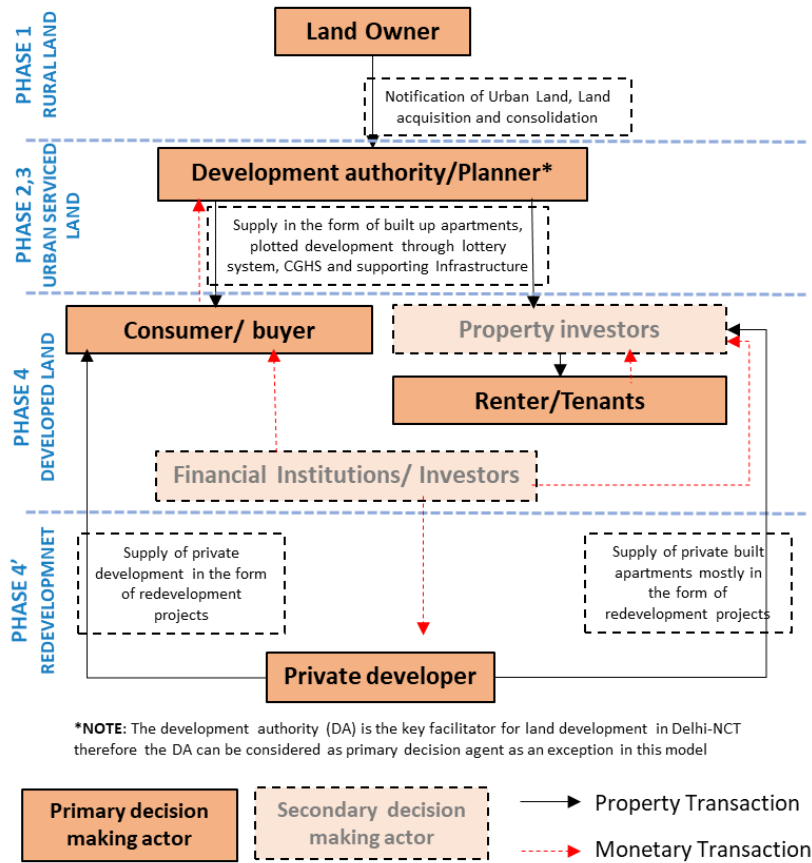 PHASE 1
RURAL LAND
Land Owner
Notification of Urban Land, Land
acquisition and consolidation
PHASE 2,3
URBAN SERVICED
LAND
Development authority/Planner*
Supply in the form of built up apartments,
plotted development through lottery
system, CGHS and supporting Infrastructure
PHASE 4
DEVELOPED LAND
Consumer/ buyer
Property investors
Renter/Tenants
Financial Institutions/ Investors
PHASE 4'
REDEVELOPMNET
Supply of private
development in the form
of redevelopment
projects
Supply of private built
apartments mostly in
the form of
redevelopment projects
Private developer
*NOTE: The development authority (DA) is the key facilitator for land development in Delhi-NCT
therefore the DA can be considered as primary decision agent as an exception in this model
Primary decision
making actor
Secondary decision
making actor
Property Transaction
Monetary Transaction